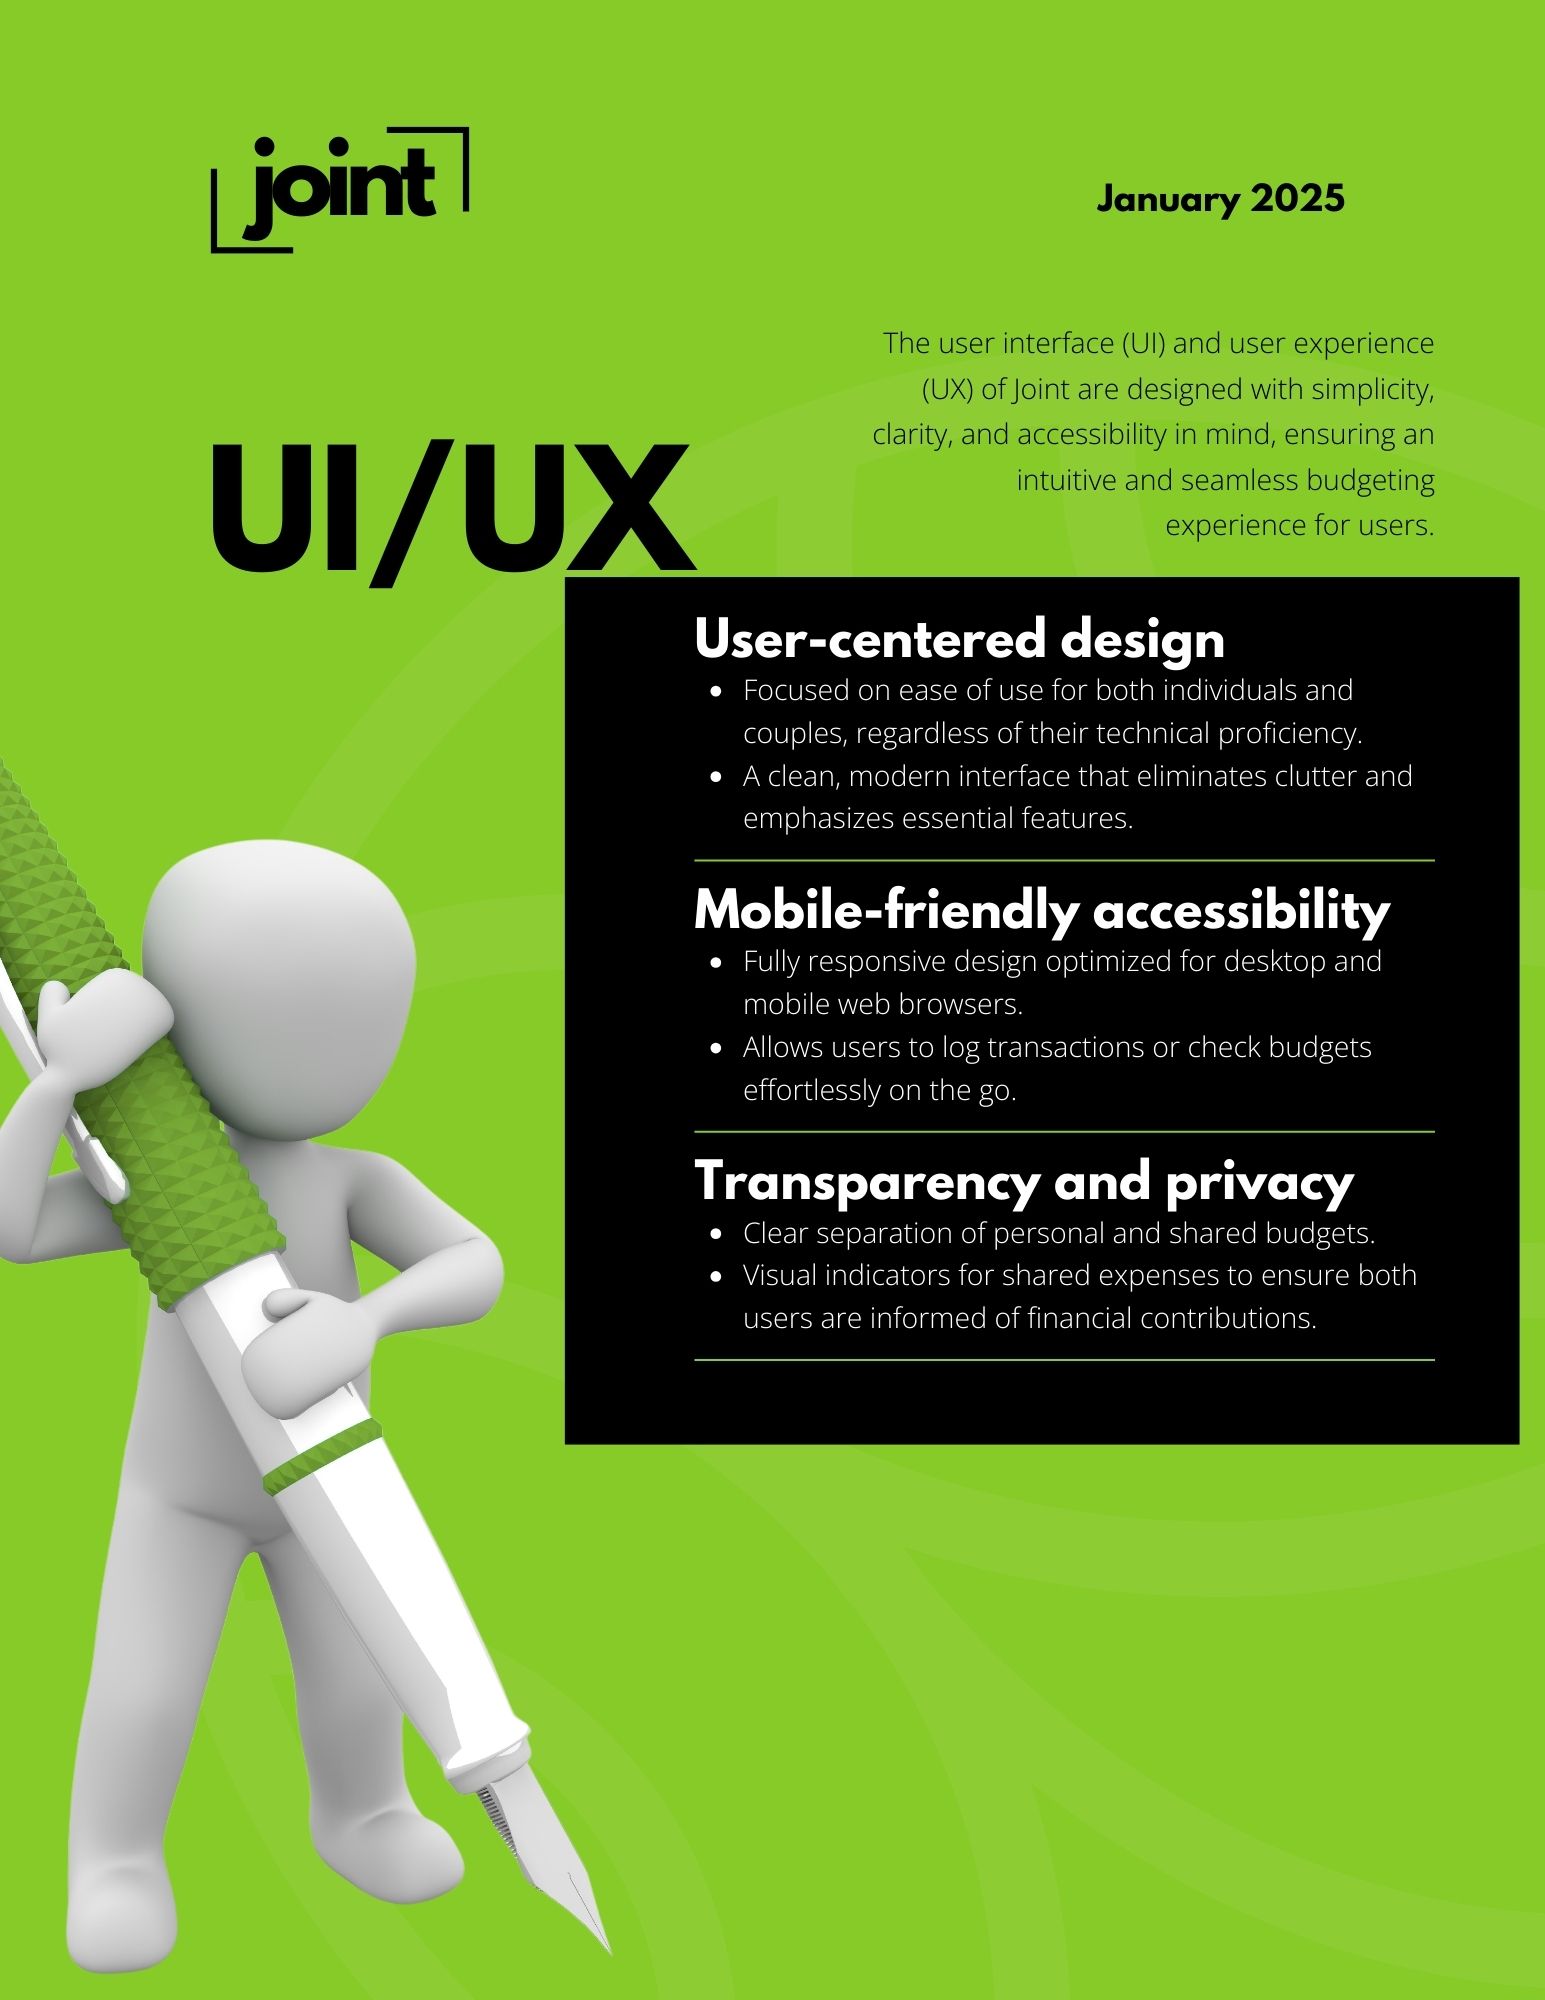 joint
January 2025
The user interface (UI) and user experience
(UX) of Joint are designed with simplicity,
clarity, and accessibility in mind, ensuring an
intuitive and seamless budgeting
experience for users.
UI/UX
User-centered design
• Focused on ease of use for both individuals and
couples, regardless of their technical proficiency.
• A clean, modern interface that eliminates clutter and
emphasizes essential features.
Mobile-friendly accessibility
• Fully responsive design optimized for desktop and
mobile web browsers.
• Allows users to log transactions or check budgets
effortlessly on the go.
Transparency and privacy
• Clear separation of personal and shared budgets.
• Visual indicators for shared expenses to ensure both
users are informed of financial contributions.